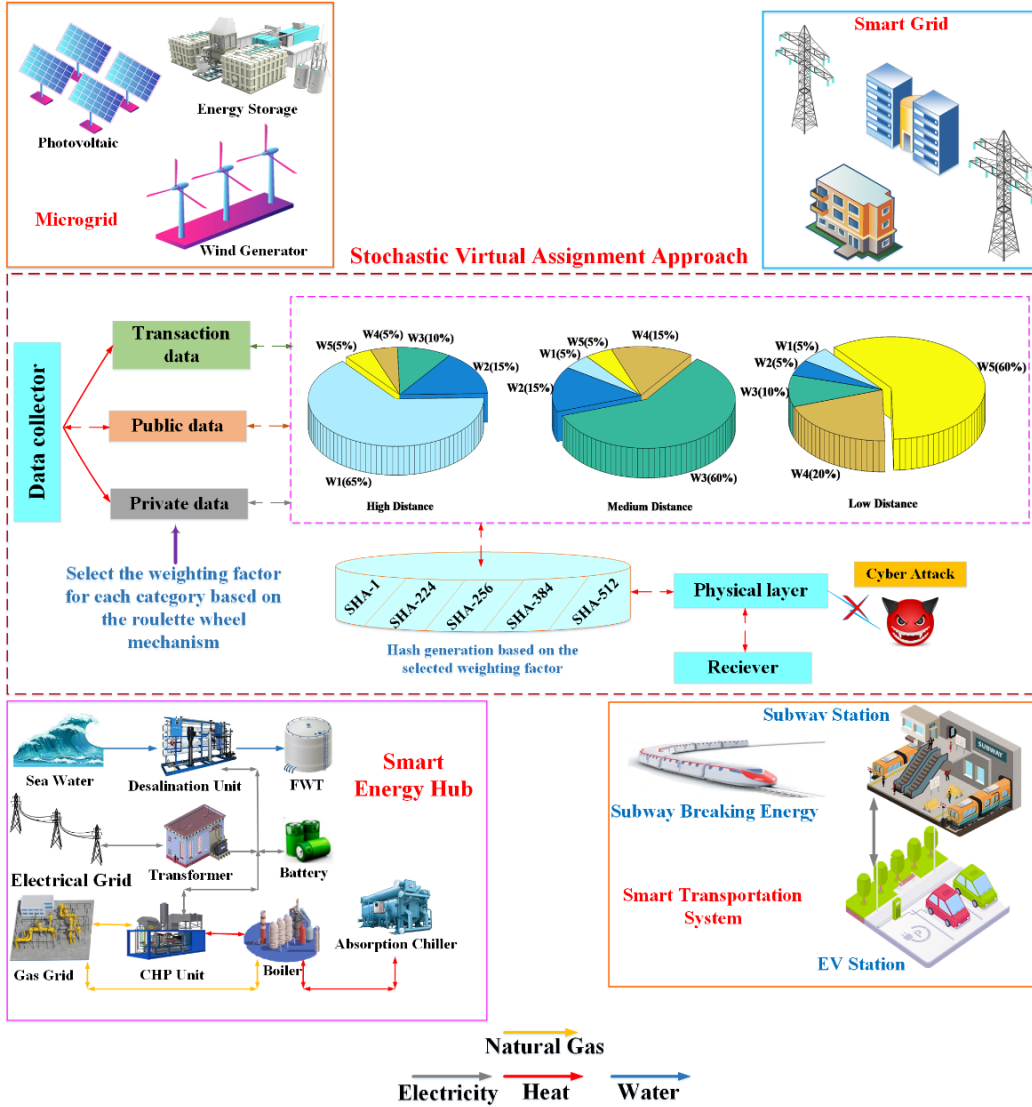 Photovoltaic
Energy Storage
Microgrid
Wind Generator
Smart Grid
Stochastic Virtual Assignment Approach
Data collector
Transaction
data
Public data
Private data
Select the weighting factor
for each category based on
the roulette wheel
mechanism
W5(5%)
W4(5%)
W3(10%)
W2(15%)
W1(65%)
High Distance
W1(5%)
W5(5%)
W4(15%)
W2(15%)
W3(60%)
Medium Distance
W1(5%)
W2(5%)
W3(10%)
W5(60%)
W4(20%)
Low Distance
SHA-1
SHA-224
SHA-256
SHA-384
SHA-512
Hash generation based on the
selected weighting factor
Physical layer
Reciever
Cyber Attack
Sea Water
Desalination Unit
FWT
Smart
Energy Hub
Electrical Grid
Transformer
Battery
Gas Grid
CHP Unit
Boiler
Absorption Chiller
Subway Station
SUBWAY
Subway Breaking Energy
Smart Transportation
System
P
EV Station
Natural Gas
Electricity
Heat
Water